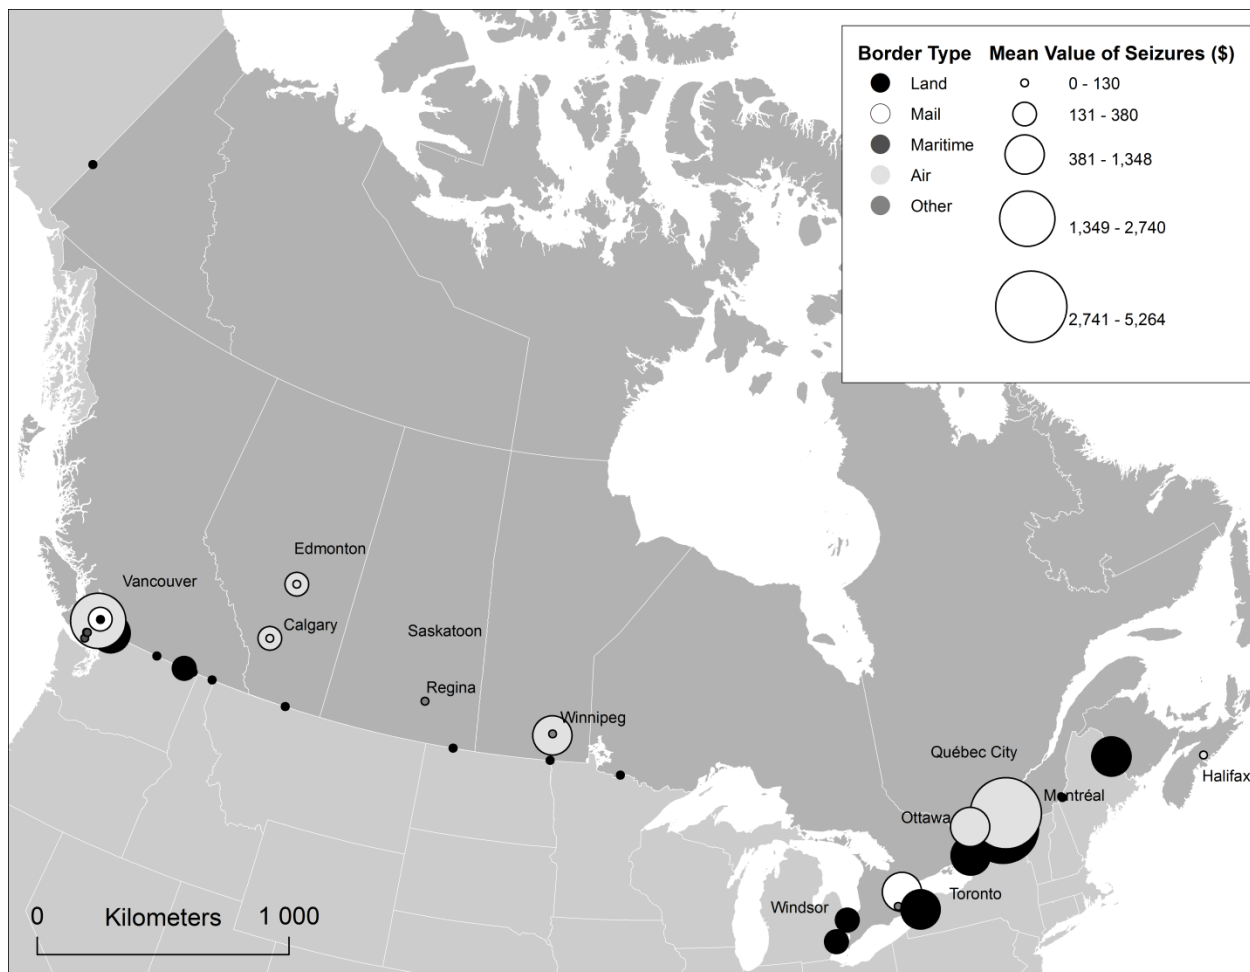 Border Type Mean Value of Seizures ($)
Land 0 - 130
Mail 131 - 380
Maritime 381 - 1,348
Air
Other 1,349 - 2,740
2,741 - 5,264
Edmonton
Vancouver
Calgary
Saskatoon
Regina
Winnipeg
Québec City
Halifax
Montréal
Ottawa
Toronto
Windsor
0 Kilometers 1 000